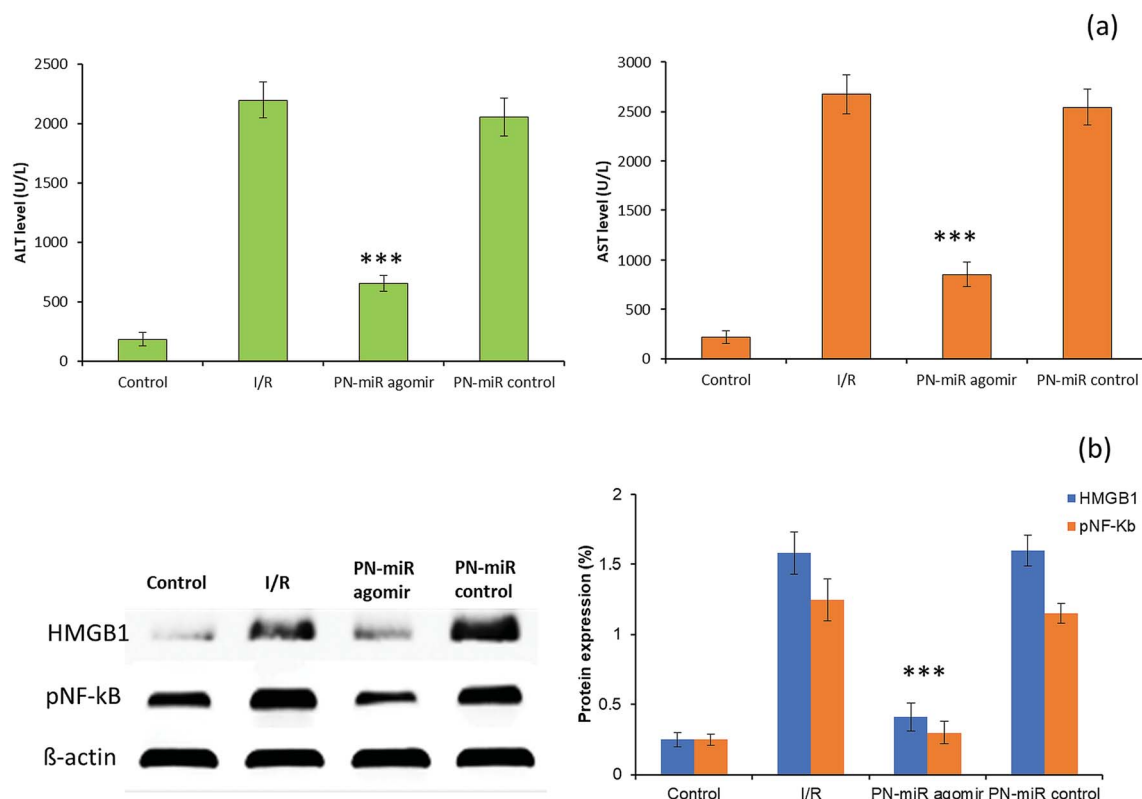 (a)
2500
2000
1500
1000
500
0
ALT level (U/L)
***
Control I/R PN-miR agomir PN-miR control
3000
2500
2000
1500
1000
500
0
AST level (U/L)
***
Control I/R PN-miR agomir PN-miR control
(b)
Control I/R PN-miR agomir PN-miR control
HMGB1
pNF-kB
ß-actin
2
1.5
1
0.5
0
Protein expression (%)
HMGB1
pNF-Kb
***
Control I/R PN-miR agomir PN-miR control